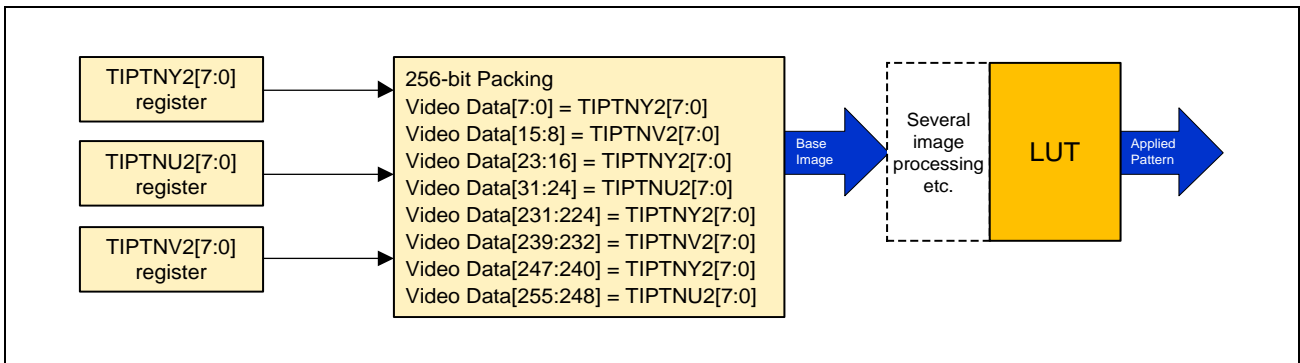 TIPTNY2[7:0]
register
TIPTNU2[7:0]
register
TIPTNV2[7:0]
register
256-bit Packing
Video Data[7:0] = TIPTNY2[7:0]
Video Data[15:8] = TIPTNV2[7:0]
Video Data[23:16] = TIPTNY2[7:0]
Video Data[31:24] = TIPTNU2[7:0]
Video Data[231:224] = TIPTNY2[7:0]
Video Data[239:232] = TIPTNV2[7:0]
Video Data[247:240] = TIPTNY2[7:0]
Video Data[255:248] = TIPTNU2[7:0]
Base
Image
Several
image
processing
etc.
LUT
Applied
Pattern